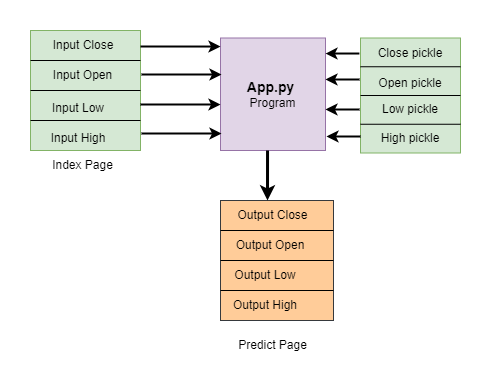 Input Close
Input Open
Input Low
Input High
Index Page
App.py
Program
Close pickle
Open pickle
Low pickle
High pickle
Output Close
Output Open
Output Low
Output High
Predict Page